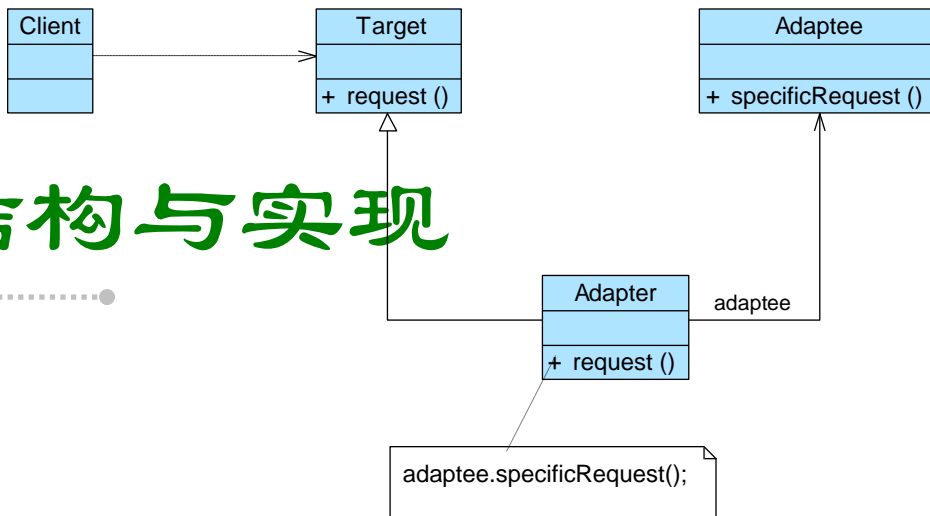 Client
Target
+ request ()
Adaptee
+ specificRequest ()
构与实现
Adapter
+ request ()
adaptee
adaptee.specificRequest();